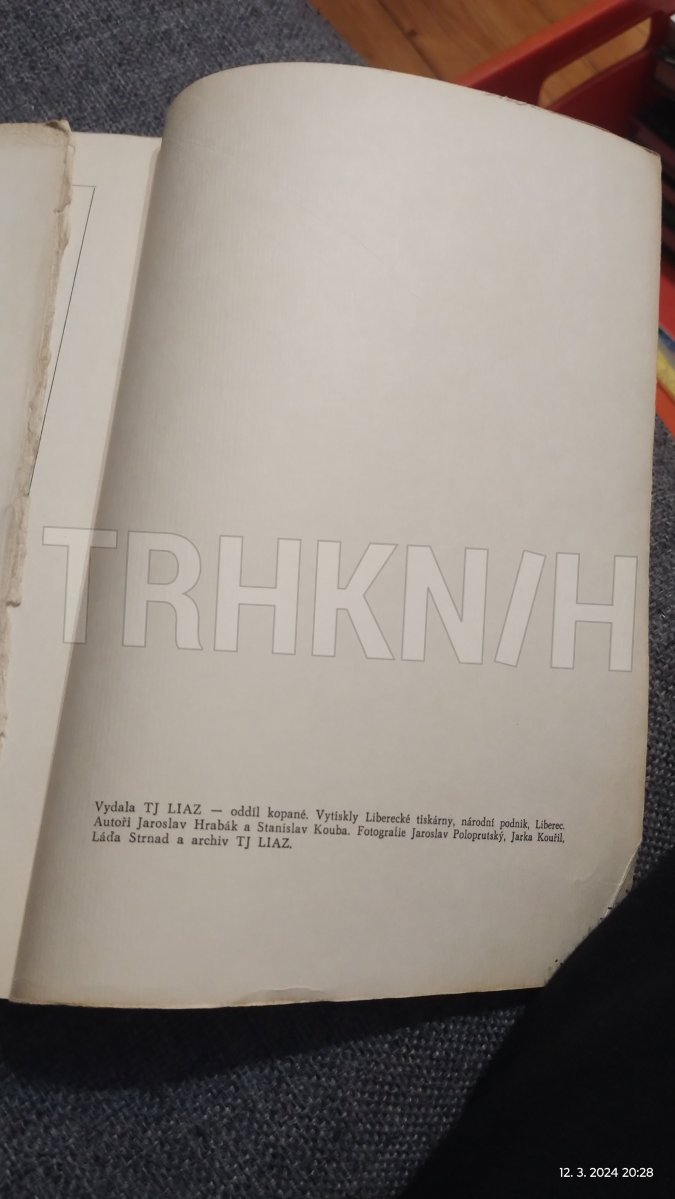 TRHKN/H
Vydala TJ LIAZ — oddíl kopané. Vytiskly Liberecké tiskárny, národní podnik, Liberec.
Autoři Jaroslav Hrabák a Stanislav Kouba. Fotografie Jaroslav Poloprutský, Jarka Kouřil,
Láďa Strnad a archiv TJ LIAZ.
12. 3. 2024 20:28